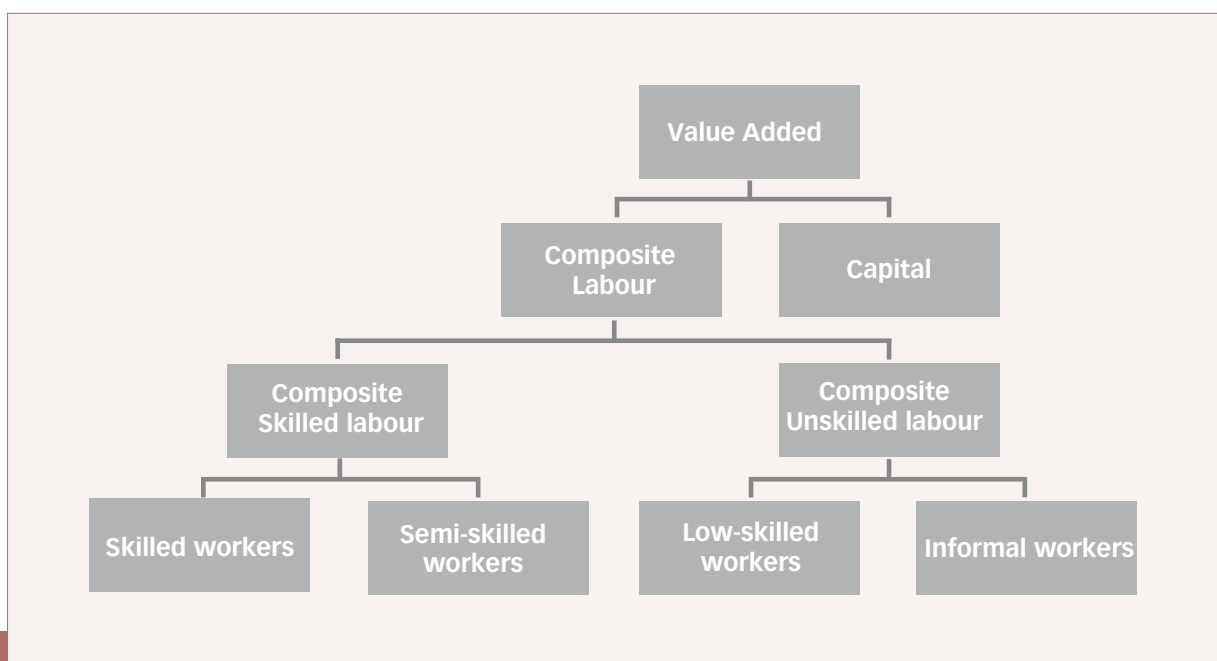 Value Added
Composite
Labour
Capital
Composite
Skilled labour
Composite
Unskilled labour
Skilled workers
Semi-skilled
workers
Low-skilled
workers
Informal workers